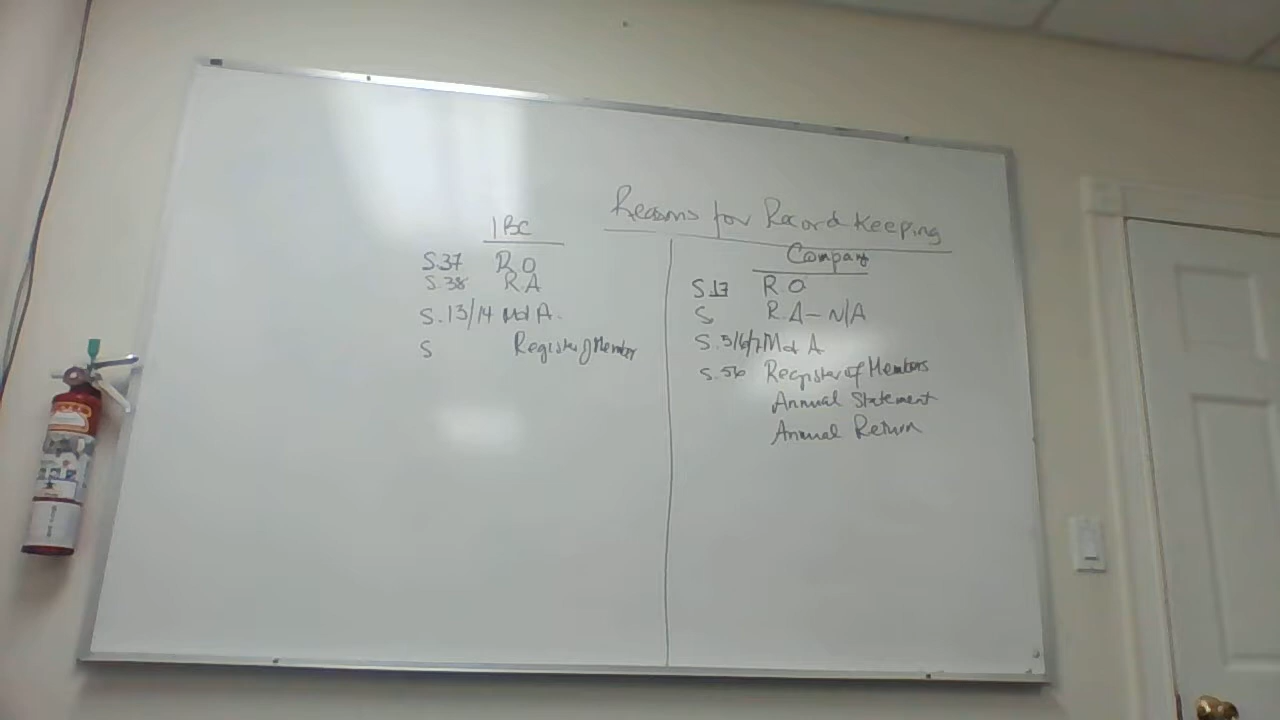 Reasons for Record Keeping
IBC
S.37 R.O
S.38 R.A
S.13/14 M of A.
S Register of Member
Company
S 13 R O
S R.A - N/A
S.5/6/7 M of A
S.56 Register of Members
Annual Statement
Annual Return